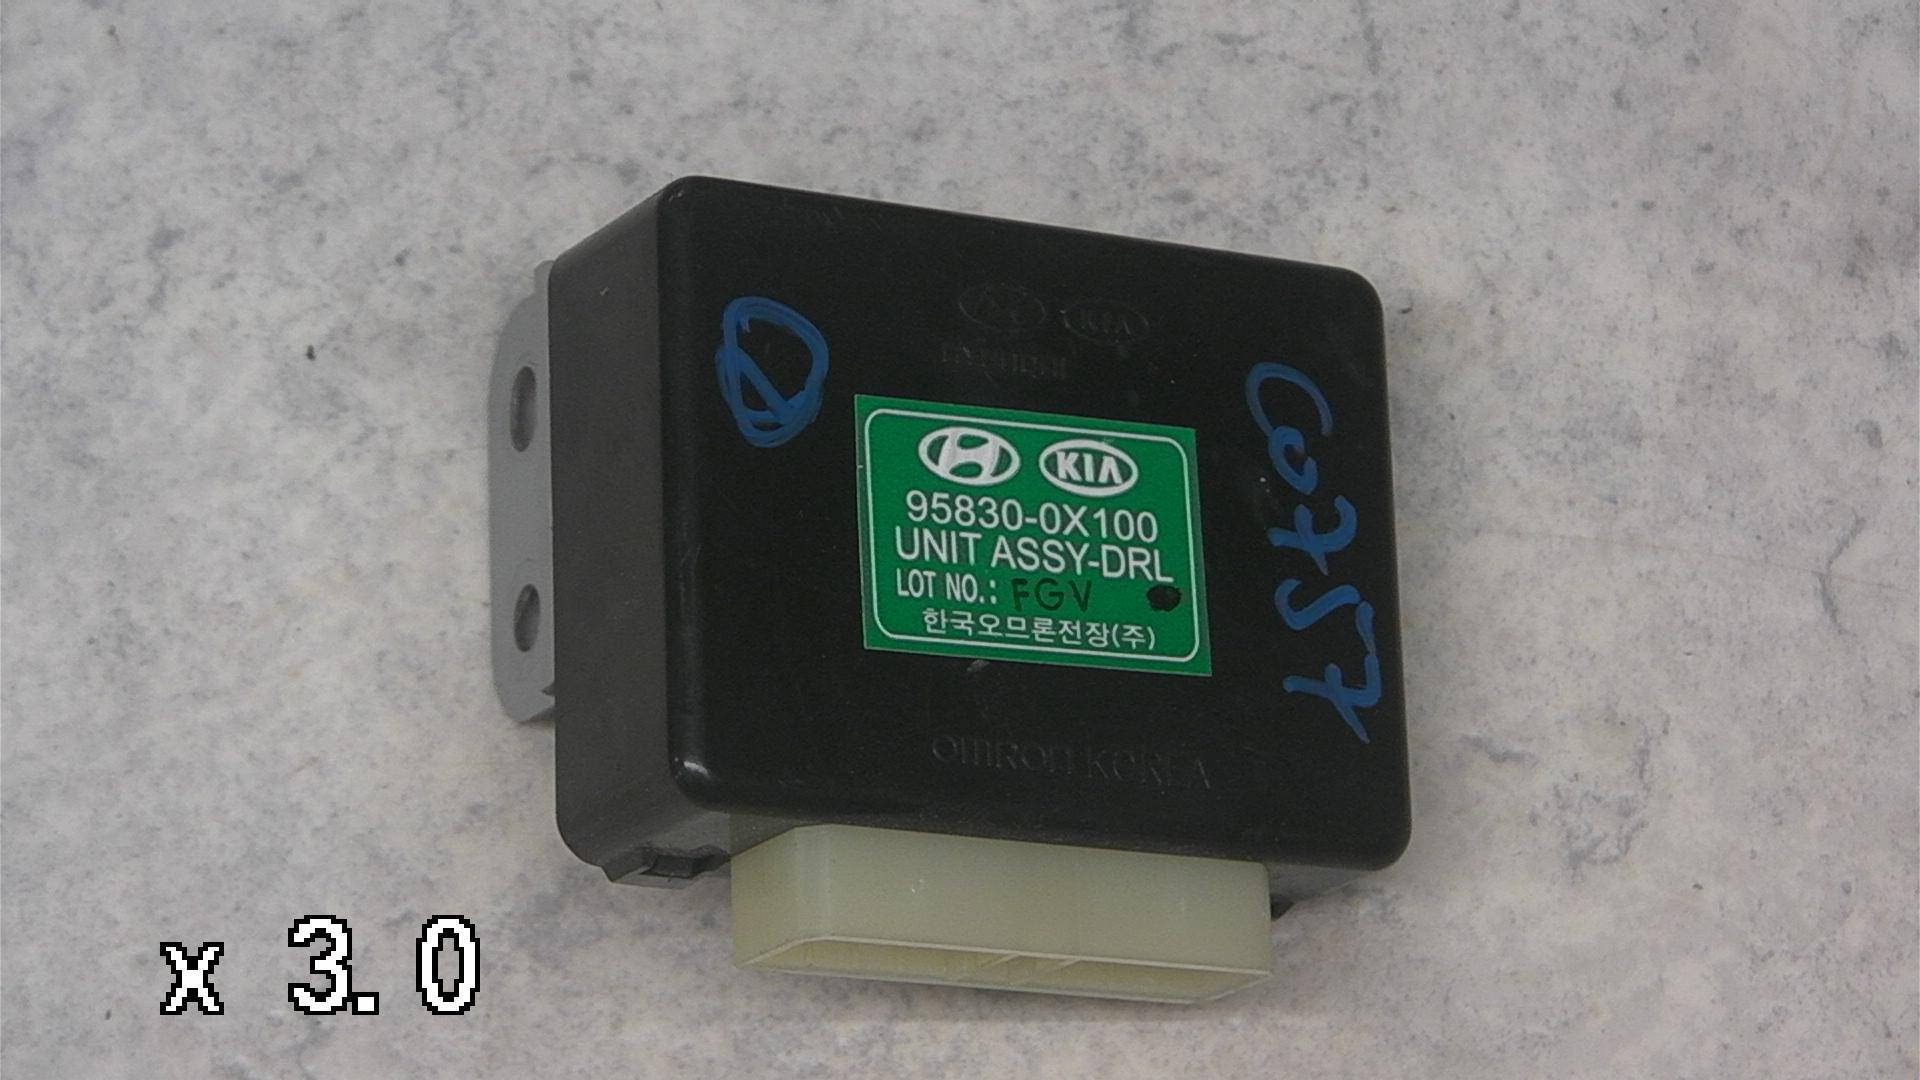 KIA
HYUNDAI
KIA
95830-0X100
UNIT ASSY-DRL
LOT NO.: FGV
한국오므론전장(주)
OMRON KOREA
C0757
x 3.0